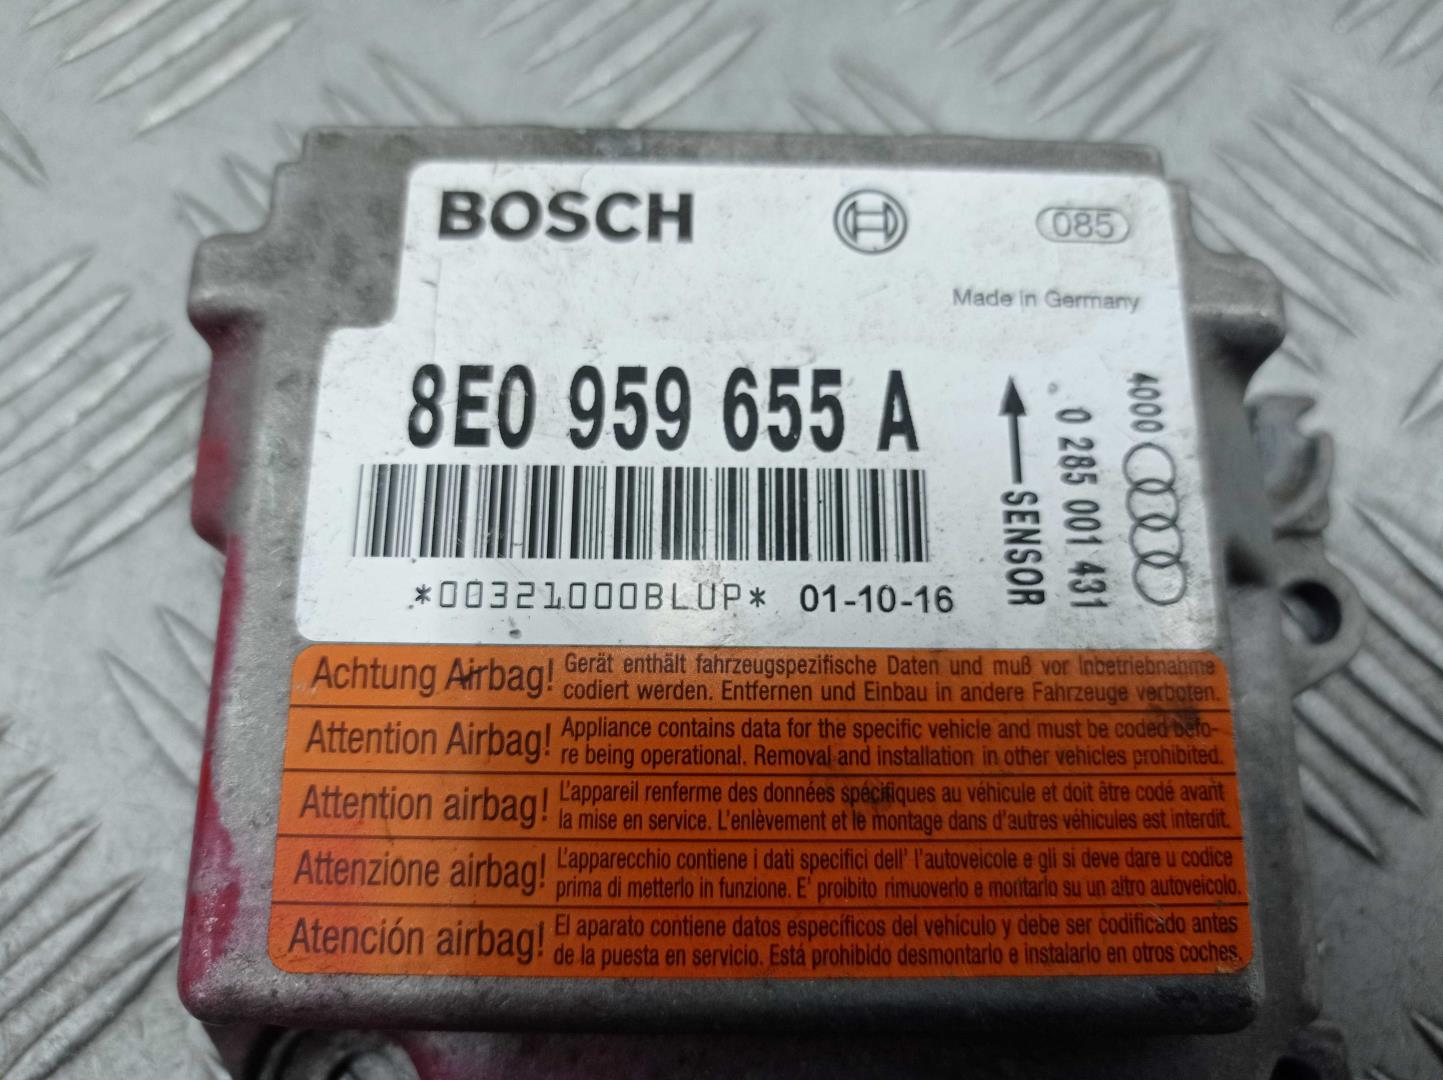 BOSCH
085
Made in Germany
8E0 959 655 A
4000
0 285 001 431
SENSOR
*00321000BLUP* 01-10-16
Achtung Airbag! Gerät enthält fahrzeugspezifische Daten und muß vor Inbetriebnahme
codiert werden. Entfernen und Einbau in andere Fahrzeuge verboten.
Attention Airbag! Appliance contains data for the specific vehicle and must be coded befo-
re being operational. Removal and installation in other vehicles prohibited.
Attention airbag! L'appareil renferme des données spécifiques au véhicule et doit être codé avant
la mise en service. L'enlèvement et le montage dans d'autres véhicules est interdit.
Attenzione airbag! L'apparecchio contiene i dati specifici dell' l'autoveicole e gli si deve dare u codice
prima di metterlo in funzione. E' proibito rimuoverlo e montarlo su un altro autoveicolo.
Atención airbag! El aparato contiene datos específicos del vehículo y debe ser codificado antes
de la puesta en servicio. Está prohibido desmontarlo e instalarlo en otros coches.